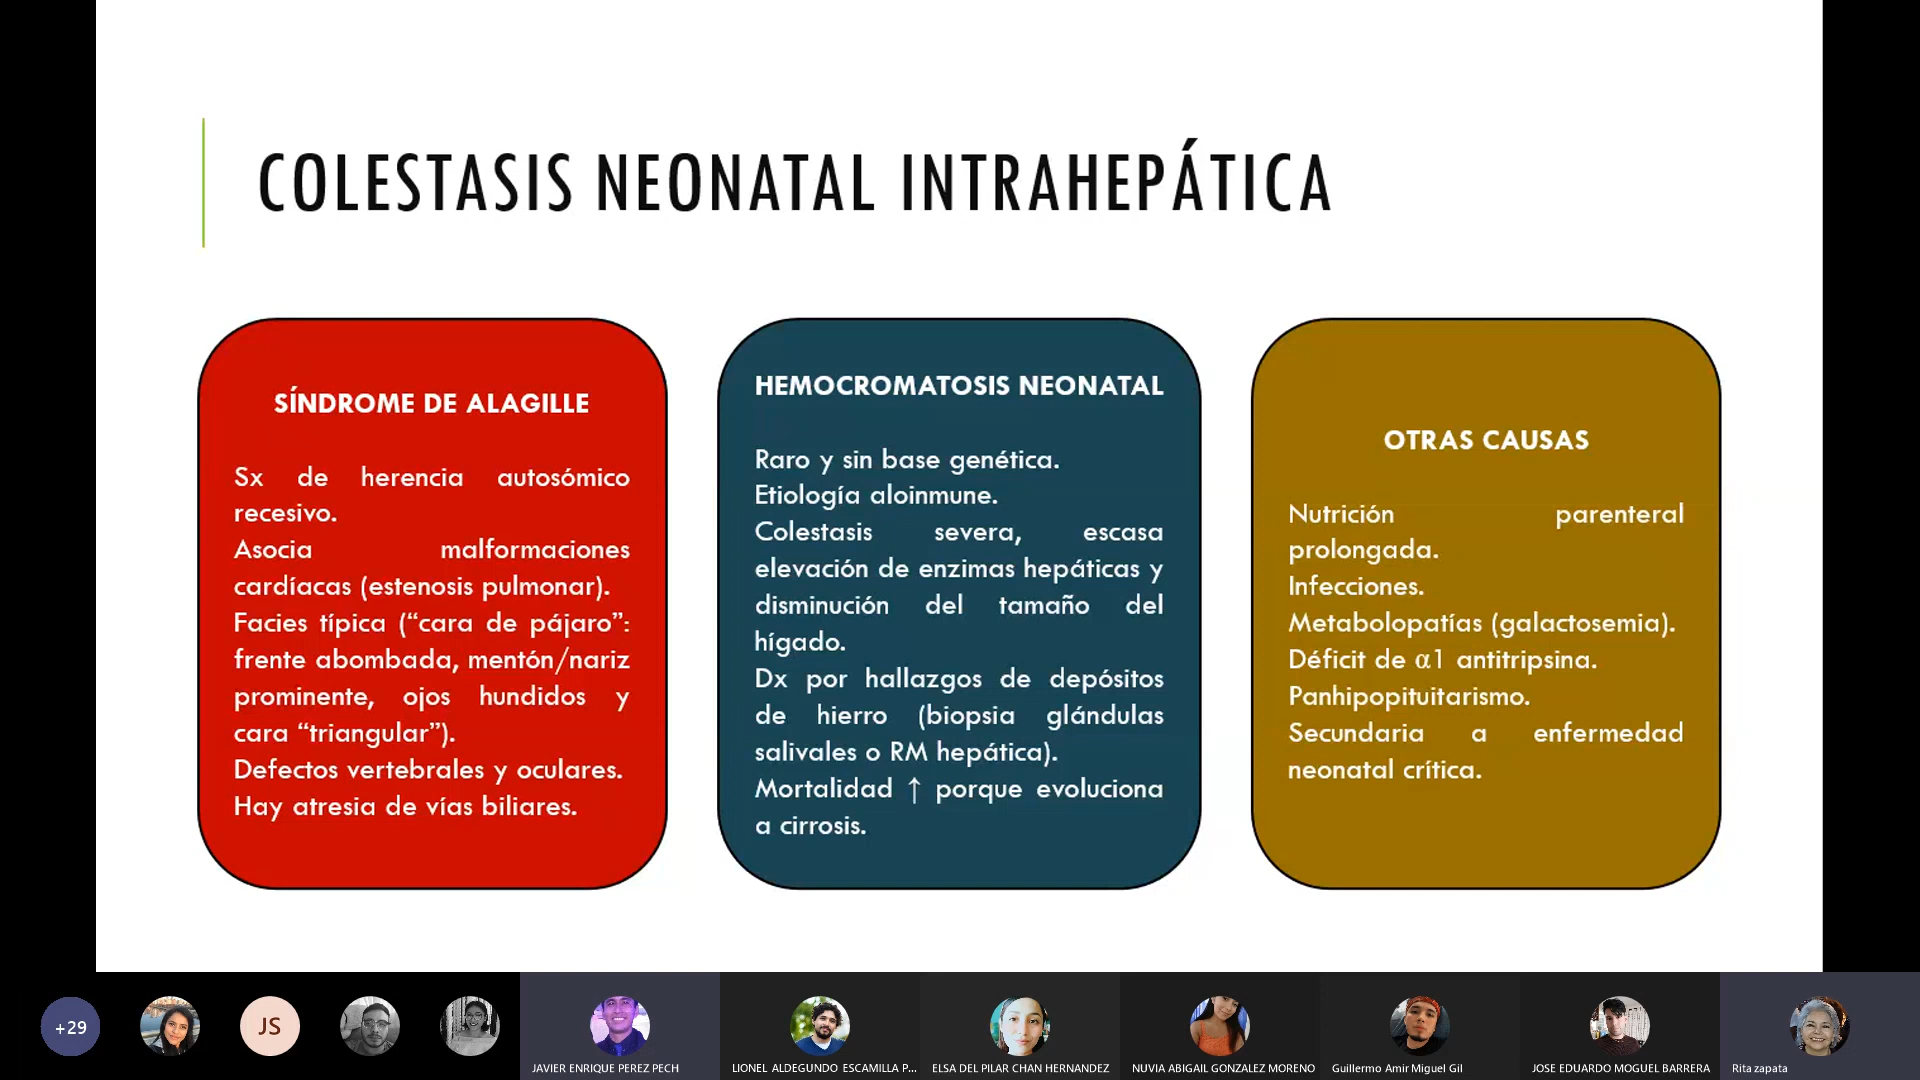 COLESTASIS NEONATAL INTRAHEPÁTICA
SÍNDROME DE ALAGILLE
Sx de herencia autosómico
recesivo.
Asocia malformaciones
cardíacas (estenosis pulmonar).
Facies típica (“cara de pájaro”:
frente abombada, mentón/nariz
prominente, ojos hundidos y
cara “triangular”).
Defectos vertebrales y oculares.
Hay atresia de vías biliares.
HEMOCROMATOSIS NEONATAL
Raro y sin base genética.
Etiología aloinmune.
Colestasis severa, escasa
elevación de enzimas hepáticas y
disminución del tamaño del
hígado.
Dx por hallazgos de depósitos
de hierro (biopsia glándulas
salivales o RM hepática).
Mortalidad ↑ porque evoluciona
a cirrosis.
OTRAS CAUSAS
Nutrición parenteral
prolongada.
Infecciones.
Metabolopatías (galactosemia).
Déficit de α1 antitripsina.
Panhipopituitarismo.
Secundaria a enfermedad
neonatal crítica.
+29
JS
JAVIER ENRIQUE PEREZ PECH
LIONEL ALDEGUNDO ESCAMILLA P...
ELSA DEL PILAR CHAN HERNANDEZ
NUVIA ABIGAIL GONZALEZ MORENO
Guillermo Amir Miguel Gil
JOSE EDUARDO MOGUEL BARRERA
Rita zapata